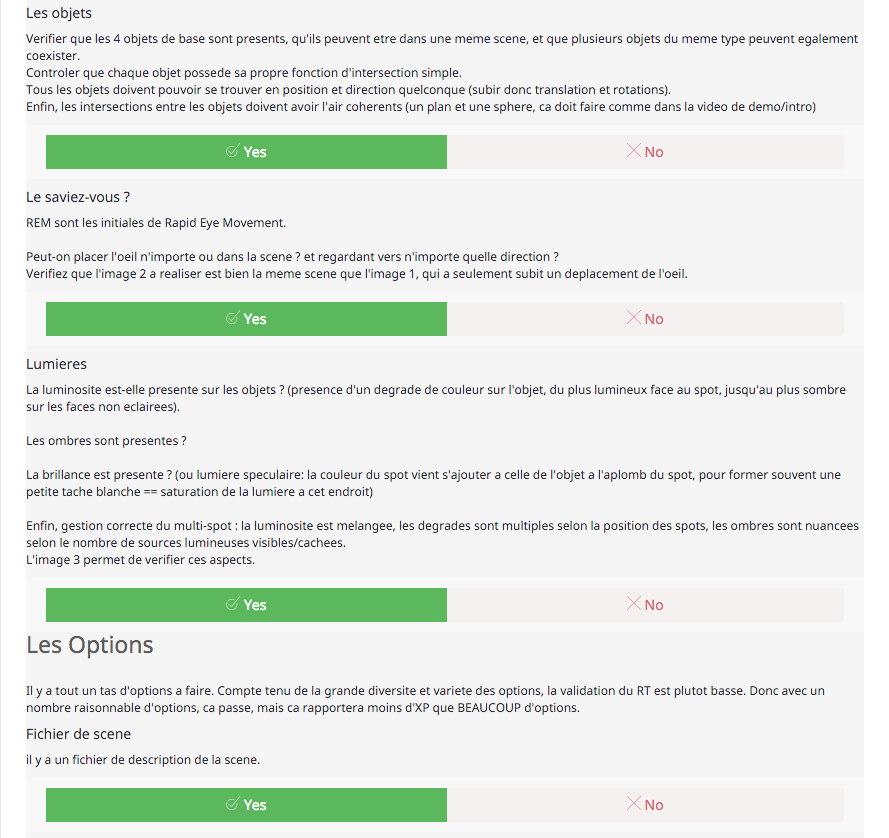 Les objets
Verifier que les 4 objets de base sont presents, qu'ils peuvent etre dans une meme scene, et que plusieurs objets du meme type peuvent egalement
coexister.
Controler que chaque objet possede sa propre fonction d'intersection simple.
Tous les objets doivent pouvoir se trouver en position et direction quelconque (subir donc translation et rotations).
Enfin, les intersections entre les objets doivent avoir l'air coherents (un plan et une sphere, ca doit faire comme dans la video de demo/intro)
Yes
No
Le saviez-vous ?
REM sont les initiales de Rapid Eye Movement.
Peut-on placer l'oeil n'importe ou dans la scene ? et regardant vers n'importe quelle direction ?
Verifiez que l'image 2 a realiser est bien la meme scene que l'image 1, qui a seulement subit un deplacement de l'oeil.
Yes
No
Lumieres
La luminosite est-elle presente sur les objets ? (presence d'un degrade de couleur sur l'objet, du plus lumineux face au spot, jusqu'au plus sombre
sur les faces non eclairees).
Les ombres sont presentes ?
La brillance est presente ? (ou lumiere speculaire: la couleur du spot vient s'ajouter a celle de l'objet a l'aplomb du spot, pour former souvent une
petite tache blanche == saturation de la lumiere a cet endroit)
Enfin, gestion correcte du multi-spot : la luminosite est melangee, les degrades sont multiples selon la position des spots, les ombres sont nuancees
selon le nombre de sources lumineuses visibles/cachees.
L'image 3 permet de verifier ces aspects.
Yes
No
Les Options
Il y a tout un tas d'options a faire. Compte tenu de la grande diversite et variete des options, la validation du RT est plutot basse. Donc avec un
nombre raisonnable d'options, ca passe, mais ca rapportera moins d'XP que BEAUCOUP d'options.
Fichier de scene
il y a un fichier de description de la scene.
Yes
No